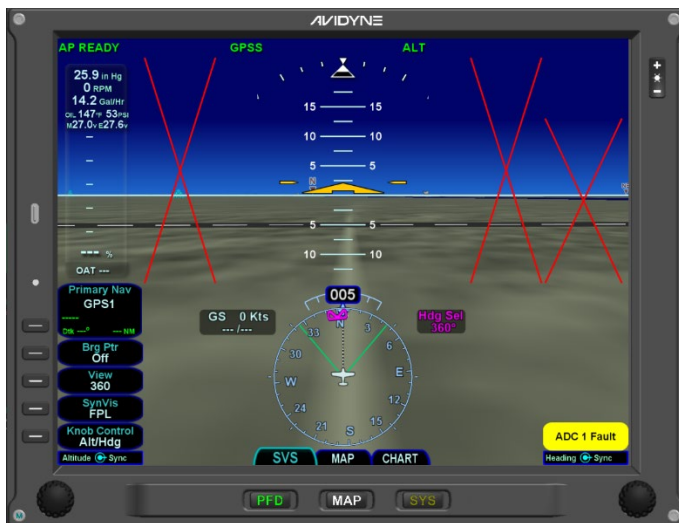 AVIDYNE
AP READY GPSS ALT
25.9 in Hg
0 RPM
14.2 Gal/Hr
OIL 147°F 53PSI
M27.0v E27.6v
--- %
OAT ---
15 15
10 10
5 5
5 5
10 10
Primary Nav
GPS1
-----
Dtk ---° --- NM
Brg Ptr
Off
View
360
SynVis
FPL
Knob Control
Alt/Hdg
Altitude Sync
GS 0 Kts
---/---
005
Hdg Sel
360°
N 3 6 E 12 15 S 21 24 W 30 33
ADC 1 Fault
Heading Sync
SVS MAP CHART
PFD MAP SYS
M